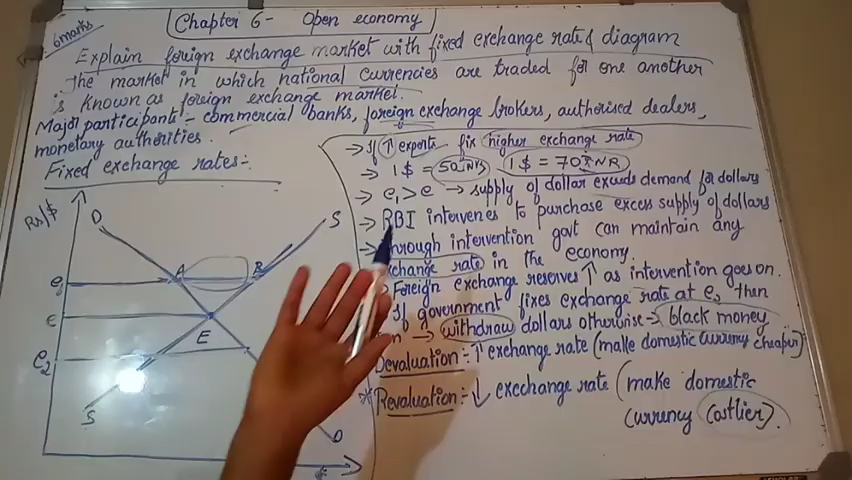 6marks
Chapter 6- Open economy
Explain foreign exchange market with fixed exchange rate & diagram
The market in which national currencies are traded for one another
is known as foreign exchange market.
Major participants :- commercial banks, foreign exchange brokers, authorised dealers,
monetary authorities.
Fixed exchange rates:-
Rs/$
D
S
e1
A
B
e
E
e2
S
D
→ If ↑ exports fix higher exchange rate
→ 1$ = 50INR 1$ = 70INR
→ e1 > e → supply of dollar exceeds demand for dollars
→ RBI intervenes to purchase excess supply of dollars
→ Through intervention govt can maintain any
exchange rate in the economy.
Foreign exchange reserves ↑ as intervention goes on.
If government fixes exchange rate at e2 then
→ withdraw dollars otherwise → black money
Devaluation:- ↑ exchange rate (make domestic currency cheaper)
* Revaluation:- ↓ excchange rate (make domestic
currency costlier).